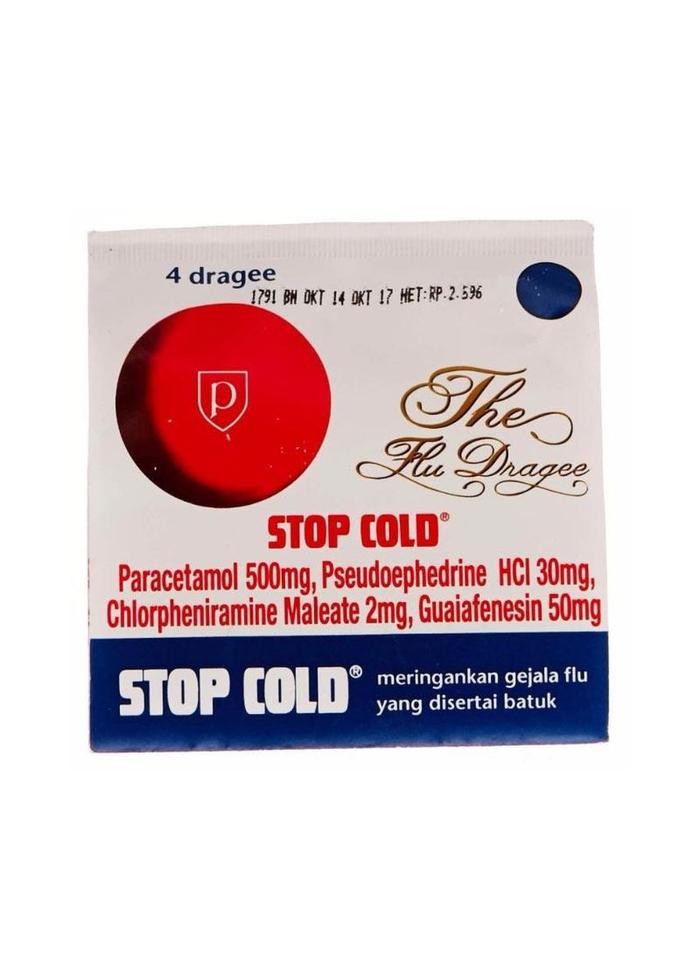 4 dragee
1791 BN OKT 14 OKT 17 HET:RP.2.596
p
The
Flu Dragee
STOP COLD®
Paracetamol 500mg, Pseudoephedrine HCl 30mg,
Chlorpheniramine Maleate 2mg, Guaiafenesin 50mg
STOP COLD® meringankan gejala flu
yang disertai batuk